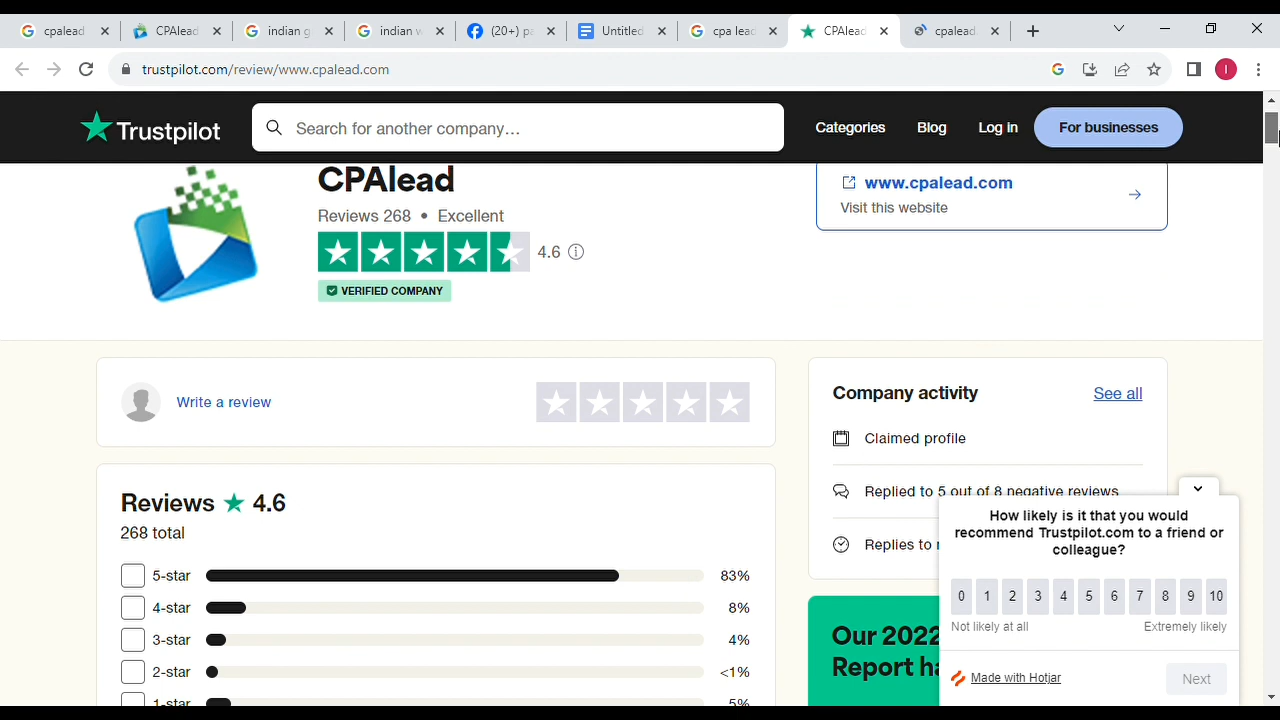 cpalead
CPAlead
indian g
indian w
(20+) pa
Untitled
cpa lead
CPAlead
cpalead.
trustpilot.com/review/www.cpalead.com
I
Trustpilot
Search for another company…
Categories
Blog
Log in
For businesses
CPAlead
Reviews 268 • Excellent
4.6
VERIFIED COMPANY
www.cpalead.com
Visit this website
Write a review
Company activity
See all
Claimed profile
Replied to 5 out of 8 negative reviews
Replies to
Reviews ★ 4.6
268 total
5-star 83%
4-star 8%
3-star 4%
2-star <1%
1-star 5%
Our 2022
Report ha
How likely is it that you would
recommend Trustpilot.com to a friend or
colleague?
0 1 2 3 4 5 6 7 8 9 10
Not likely at all
Extremely likely
Made with Hotjar
Next